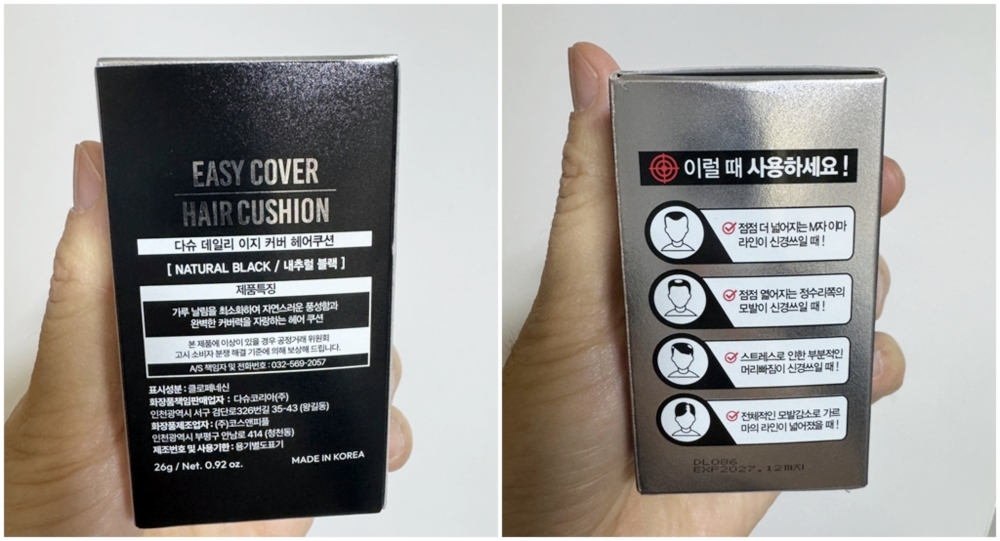 EASY COVER
HAIR CUSHION
다슈 데일리 이지 커버 헤어쿠션
[ NATURAL BLACK / 내추럴 블랙 ]
제품특징
가루 날림을 최소화하여 자연스러운 풍성함과
완벽한 커버력을 자랑하는 헤어 쿠션
본 제품에 이상이 있을 경우 공정거래 위원회
고시 소비자 분쟁 해결 기준에 의해 보상해 드립니다.
A/S 책임자 및 전화번호 : 032-569-2057
표시성분 : 클로페네신
화장품책임판매업자 : 다슈코리아(주)
인천광역시 서구 검단로326번길 35-43 (왕길동)
화장품제조업자 : (주)코스앤피플
인천광역시 부평구 안남로 414 (청천동)
제조번호 및 사용기한 : 용기별도표기
26g / Net. 0.92 oz.
MADE IN KOREA
이럴 때 사용하세요 !
점점 더 넓어지는 M자 이마
라인이 신경쓰일 때 !
점점 옅어지는 정수리쪽의
모발이 신경쓰일 때 !
스트레스로 인한 부분적인
머리빠짐이 신경쓰일 때 !
전체적인 모발감소로 가르
마의 라인이 넓어졌을 때 !
DL086
EXP2027.12까지